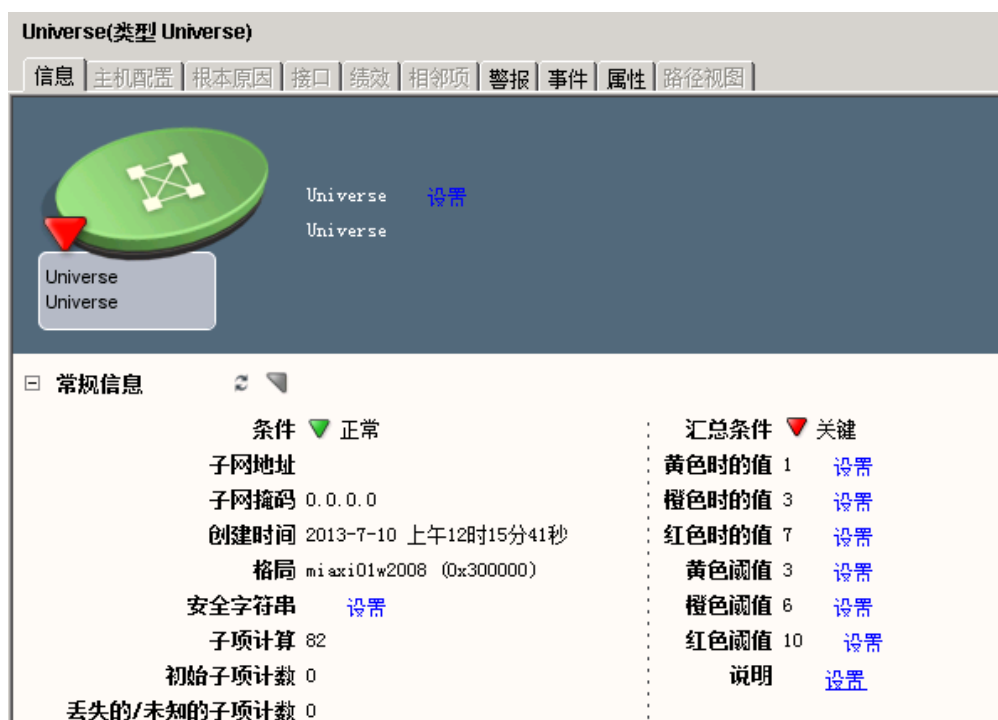 Universe(类型 Universe)
信息 主机配置 根本原因 接口 绩效 相邻项 警报 事件 属性 路径视图
Universe 设置
Universe
Universe
Universe
常规信息
条件 正常
子网地址
子网掩码 0.0.0.0
创建时间 2013-7-10 上午12时15分41秒
格局 miaxi01w2008 (0x300000)
安全字符串 设置
子项计算 82
初始子项计数 0
丢失的/未知的子项计数 0
汇总条件 关键
黄色时的值 1 设置
橙色时的值 3 设置
红色时的值 7 设置
黄色阈值 3 设置
橙色阈值 6 设置
红色阈值 10 设置
说明 设置